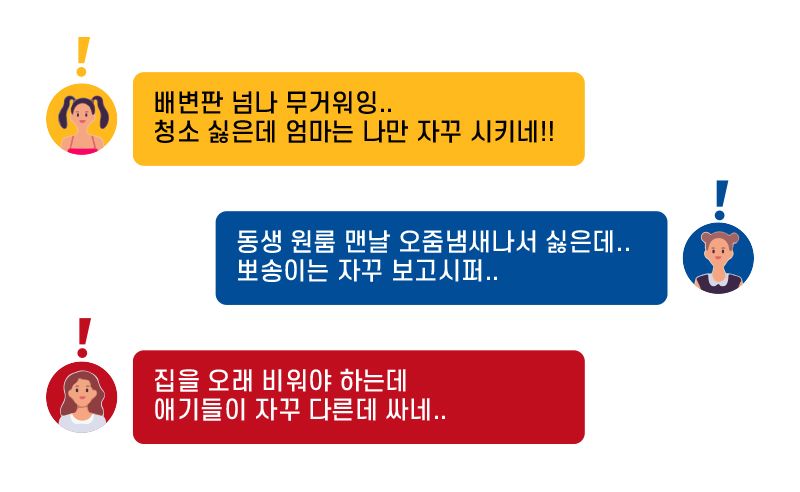 배변판 넘나 무거워잉..
청소 싫은데 엄마는 나만 자꾸 시키네!!
동생 원룸 맨날 오줌냄새나서 싫은데..
뽀송이는 자꾸 보고시퍼..
집을 오래 비워야 하는데
애기들이 자꾸 다른데 싸네..